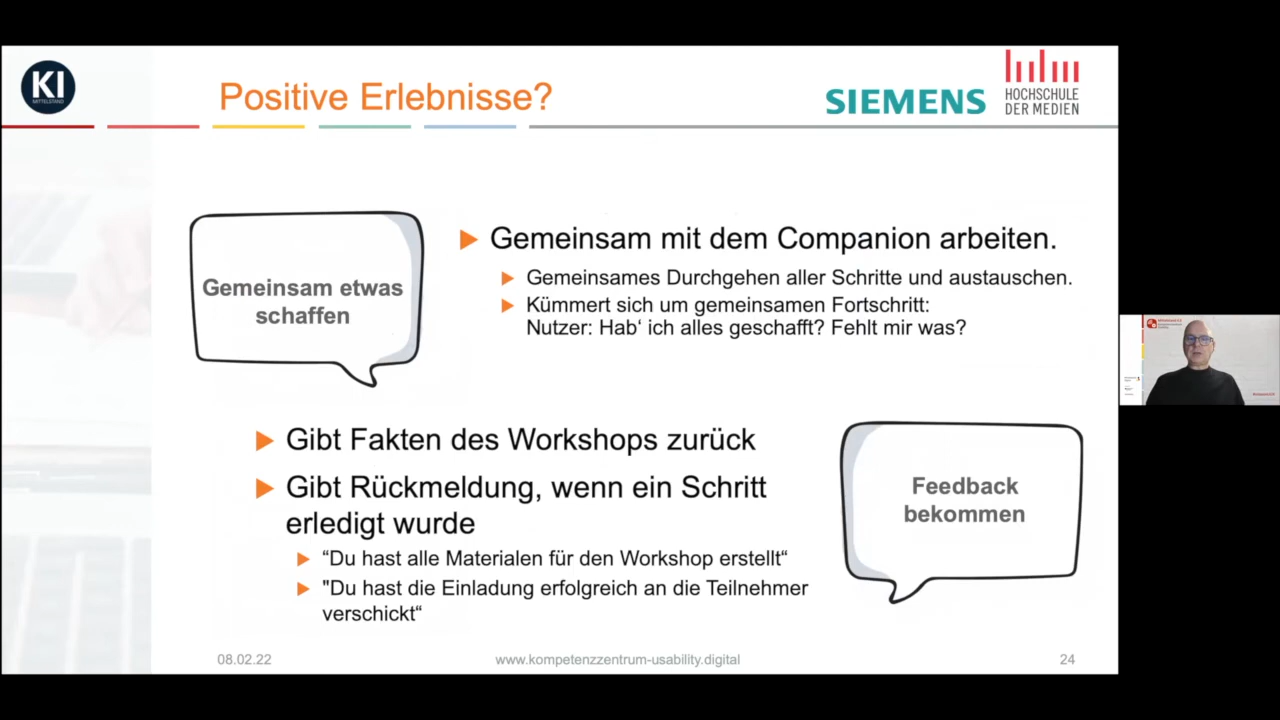 KI
MITTELSTAND
Positive Erlebnisse?
SIEMENS
HOCHSCHULE
DER MEDIEN
Gemeinsam etwas
schaffen
Gemeinsam mit dem Companion arbeiten.
Gemeinsames Durchgehen aller Schritte und austauschen.
Kümmert sich um gemeinsamen Fortschritt:
Nutzer: Hab‘ ich alles geschafft? Fehlt mir was?
Gibt Fakten des Workshops zurück
Gibt Rückmeldung, wenn ein Schritt
erledigt wurde
“Du hast alle Materialen für den Workshop erstellt“
"Du hast die Einladung erfolgreich an die Teilnehmer
verschickt“
Feedback
bekommen
08.02.22
www.kompetenzzentrum-usability.digital
24